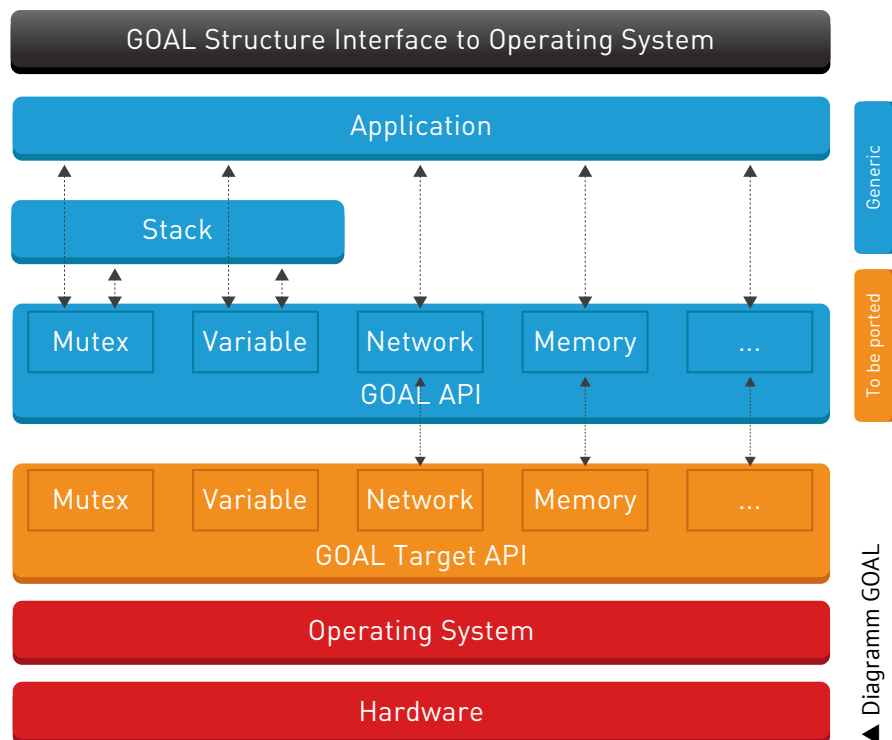 GOAL Structure Interface to Operating System
Application
Generic
Stack
To be ported
Mutex Variable Network Memory ...
GOAL API
Mutex Variable Network Memory ...
GOAL Target API
Operating System
Hardware
▲ Diagramm GOAL